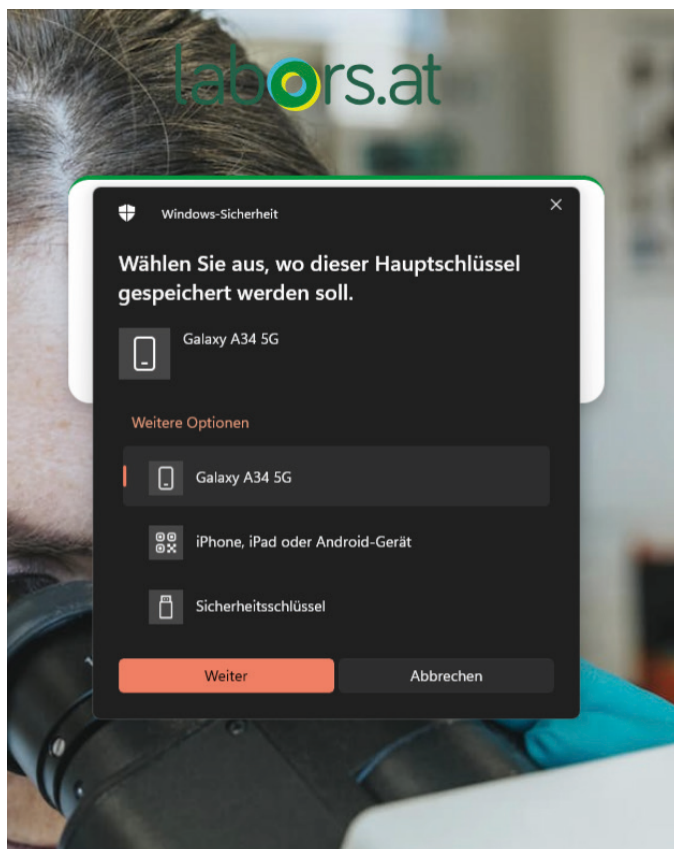 labors.at
Windows-Sicherheit
Wählen Sie aus, wo dieser Hauptschlüssel
gespeichert werden soll.
Galaxy A34 5G
Weitere Optionen
Galaxy A34 5G
iPhone, iPad oder Android-Gerät
Sicherheitsschlüssel
Weiter
Abbrechen